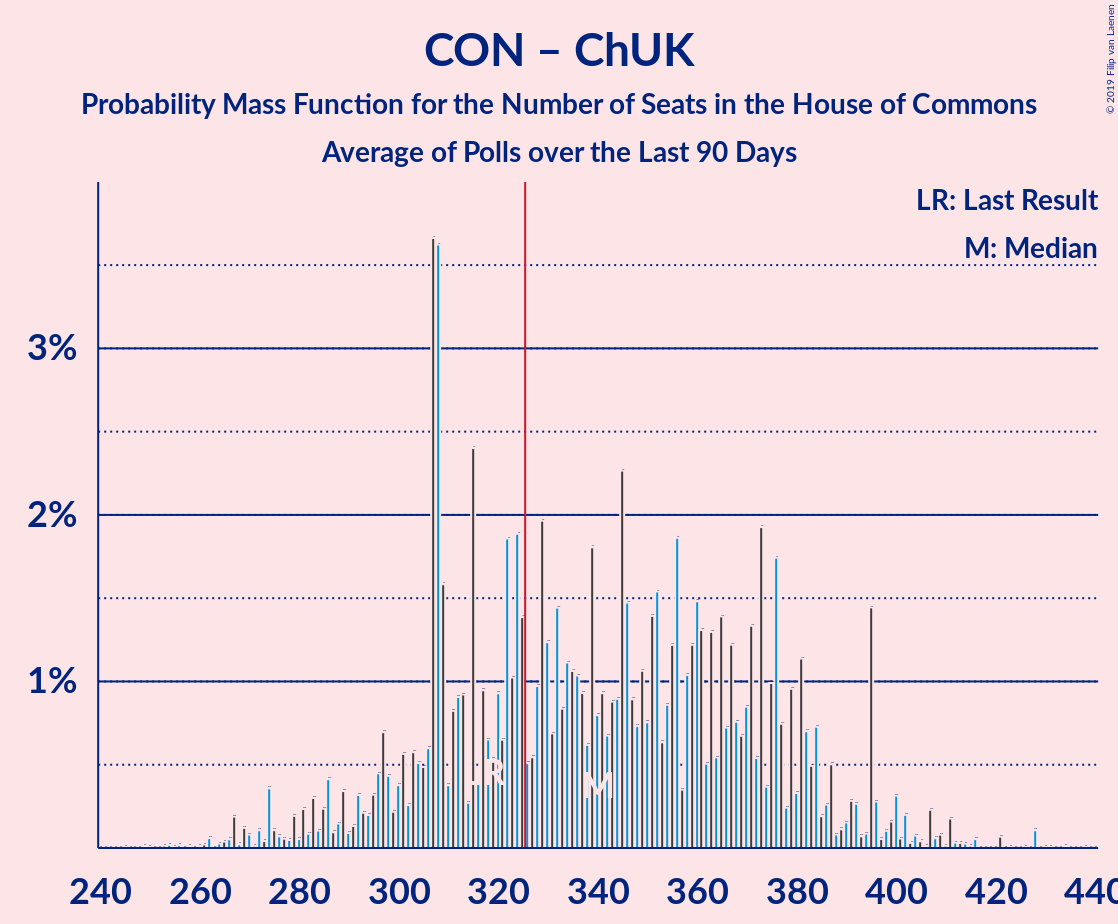 CON – ChUK
Probability Mass Function for the Number of Seats in the House of Commons
Average of Polls over the Last 90 Days
© 2019 Filip van Laenen
LR: Last Result
M: Median
3%
2%
1%
LR
M
240 260 280 300 320 340 360 380 400 420 440